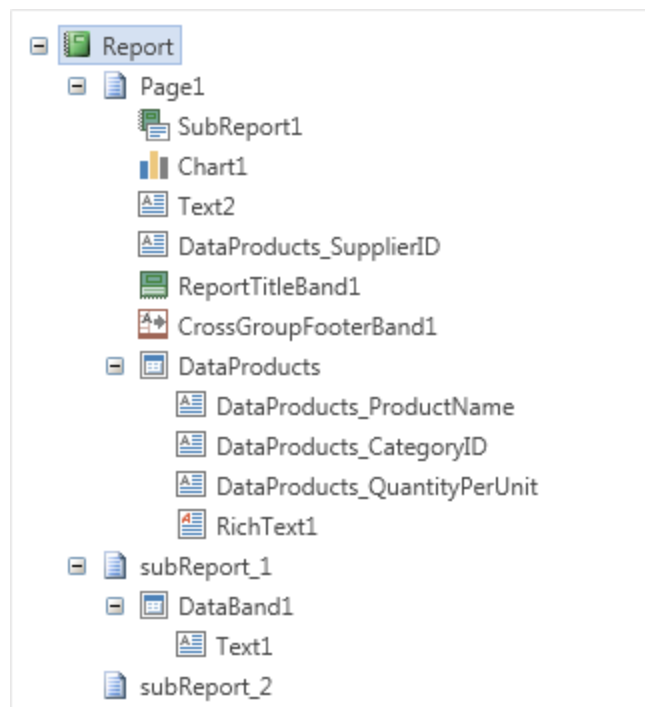 Report
Page1
SubReport1
Chart1
Text2
DataProducts_SupplierID
ReportTitleBand1
CrossGroupFooterBand1
DataProducts
DataProducts_ProductName
DataProducts_CategoryID
DataProducts_QuantityPerUnit
RichText1
subReport_1
DataBand1
Text1
subReport_2